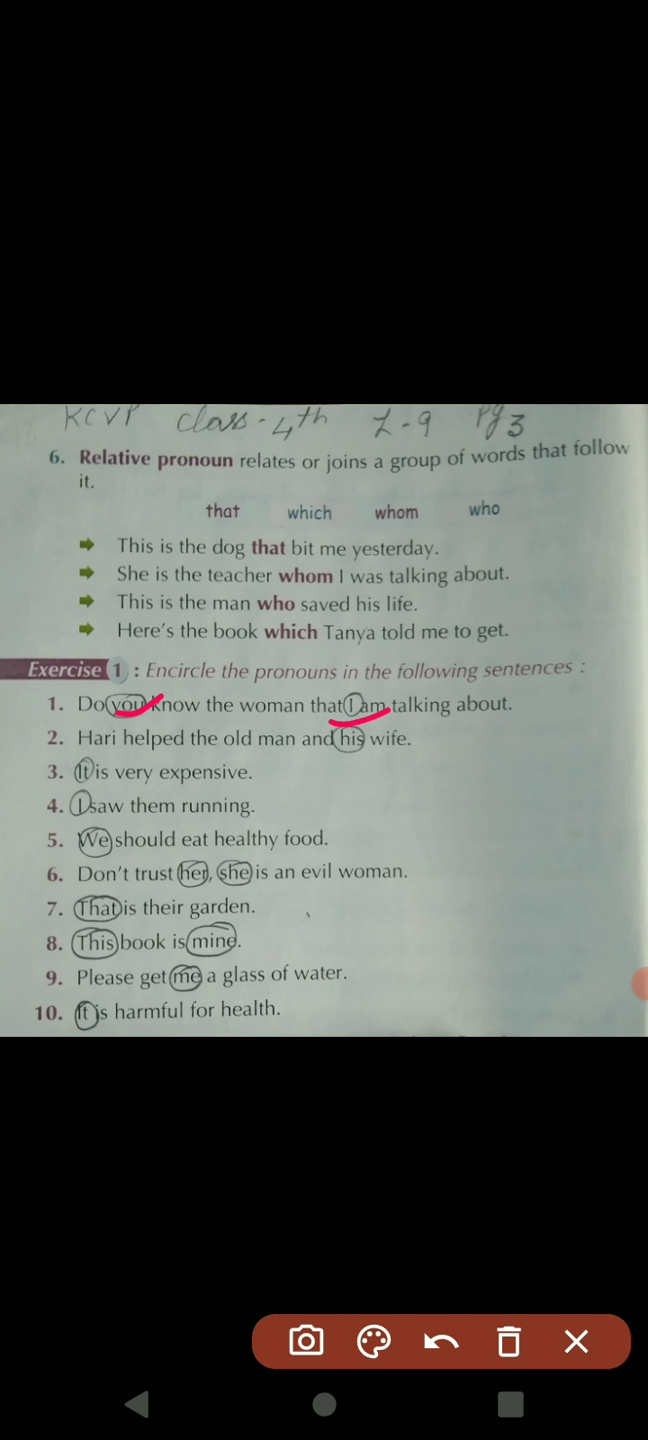 KCVP class-4th L-9 Pg 3
6. Relative pronoun relates or joins a group of words that follow
it.
that which whom who
This is the dog that bit me yesterday.
She is the teacher whom I was talking about.
This is the man who saved his life.
Here's the book which Tanya told me to get.
Exercise 1 : Encircle the pronouns in the following sentences :
1. Do you know the woman that I am talking about.
2. Hari helped the old man and his wife.
3. It is very expensive.
4. I saw them running.
5. We should eat healthy food.
6. Don't trust her, she is an evil woman.
7. That is their garden.
8. This book is mine.
9. Please get me a glass of water.
10. It is harmful for health.